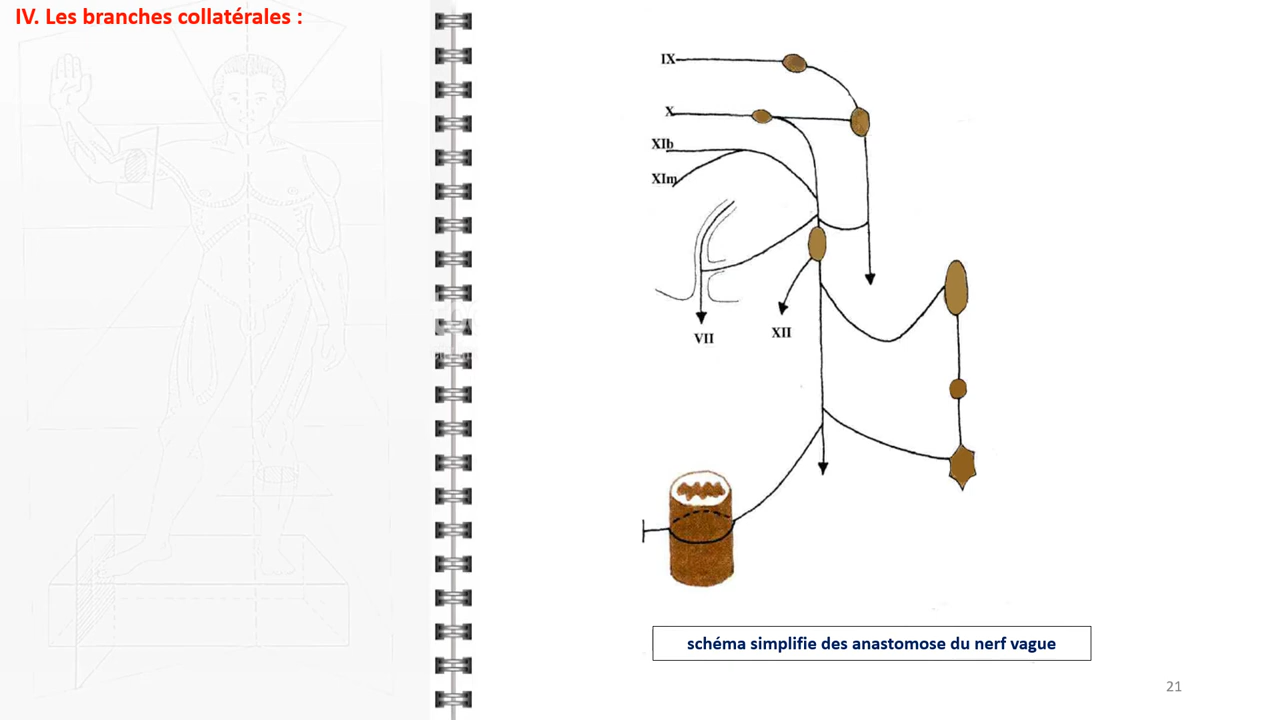 IV. Les branches collatérales :
IX
X
XIb
XIm
VII
XII
schéma simplifie des anastomose du nerf vague
21